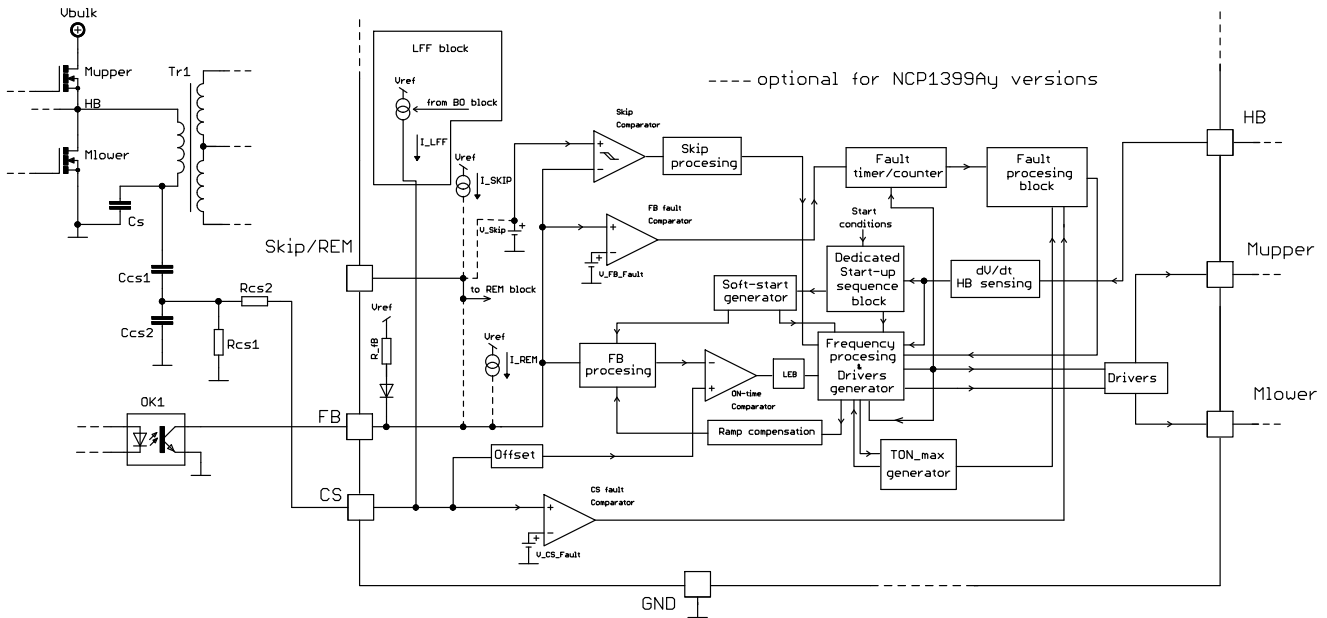 Vbulk
Mupper
HB
Mlower
Tr1
Cs
Ccs1
Ccs2
Rcs2
Rcs1
OK1
Skip/REM
FB
CS
GND
LFF block
Vref
from BO block
I_LFF
Vref
I_SKIP
V_Skip
to REM block
Vref
R_fB
Vref
I_REM
---- optional for NCP1399Ay versions
Skip
Comparator
Skip
procesing
FB fault
Comparator
V_FB_Fault
Fault
timer/counter
Fault
procesing
block
Start
conditions
Dedicated
Start-up
sequence
block
dV/dt
HB sensing
Soft-start
generator
FB
procesing
ON-time
Comparator
LEB
Frequency
procesing
&
Drivers
generator
Ramp compensation
TON_max
generator
Drivers
Offset
CS fault
Comparator
V_CS_Fault
HB
Mupper
Mlower